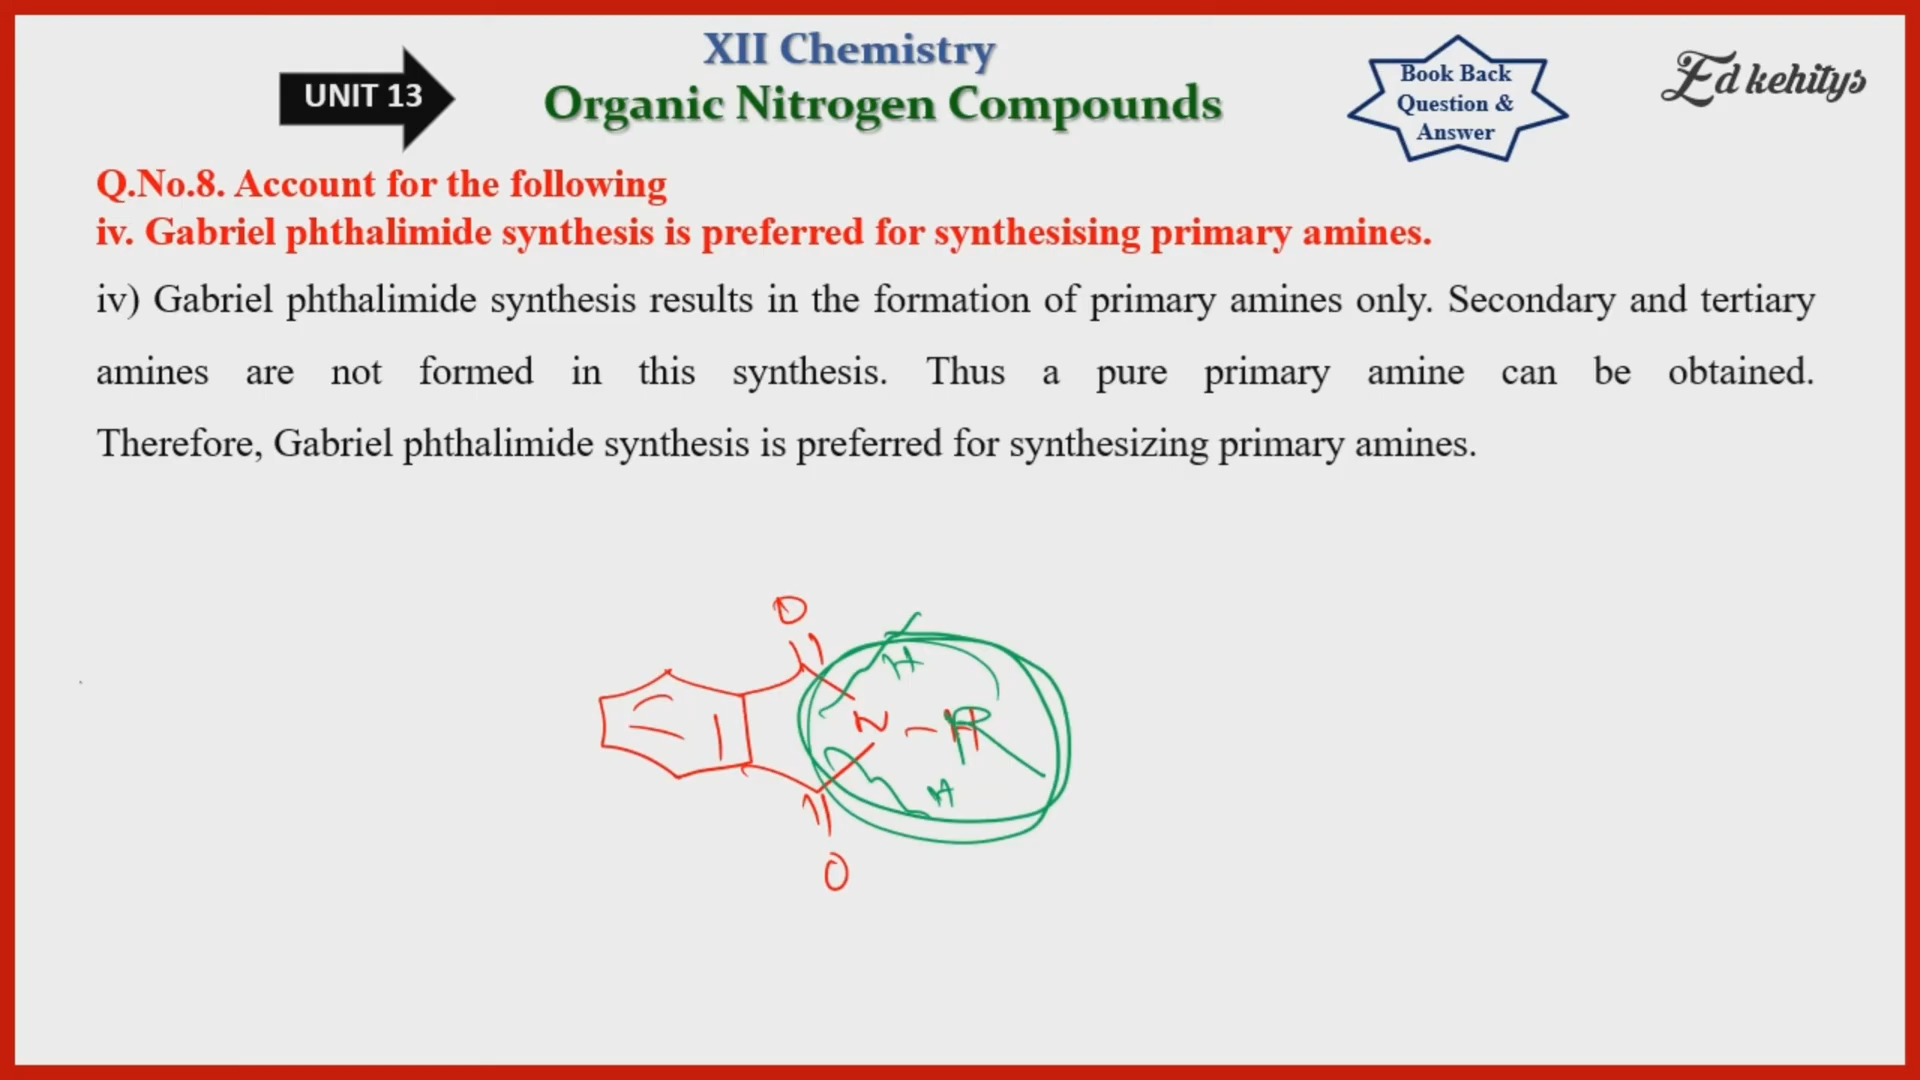 XII Chemistry
UNIT 13
Organic Nitrogen Compounds
Book Back
Question &
Answer
Ed kehitys
Q.No.8. Account for the following
iv. Gabriel phthalimide synthesis is preferred for synthesising primary amines.
iv) Gabriel phthalimide synthesis results in the formation of primary amines only. Secondary and tertiary
amines are not formed in this synthesis. Thus a pure primary amine can be obtained.
Therefore, Gabriel phthalimide synthesis is preferred for synthesizing primary amines.
O
H
N - R
H
O